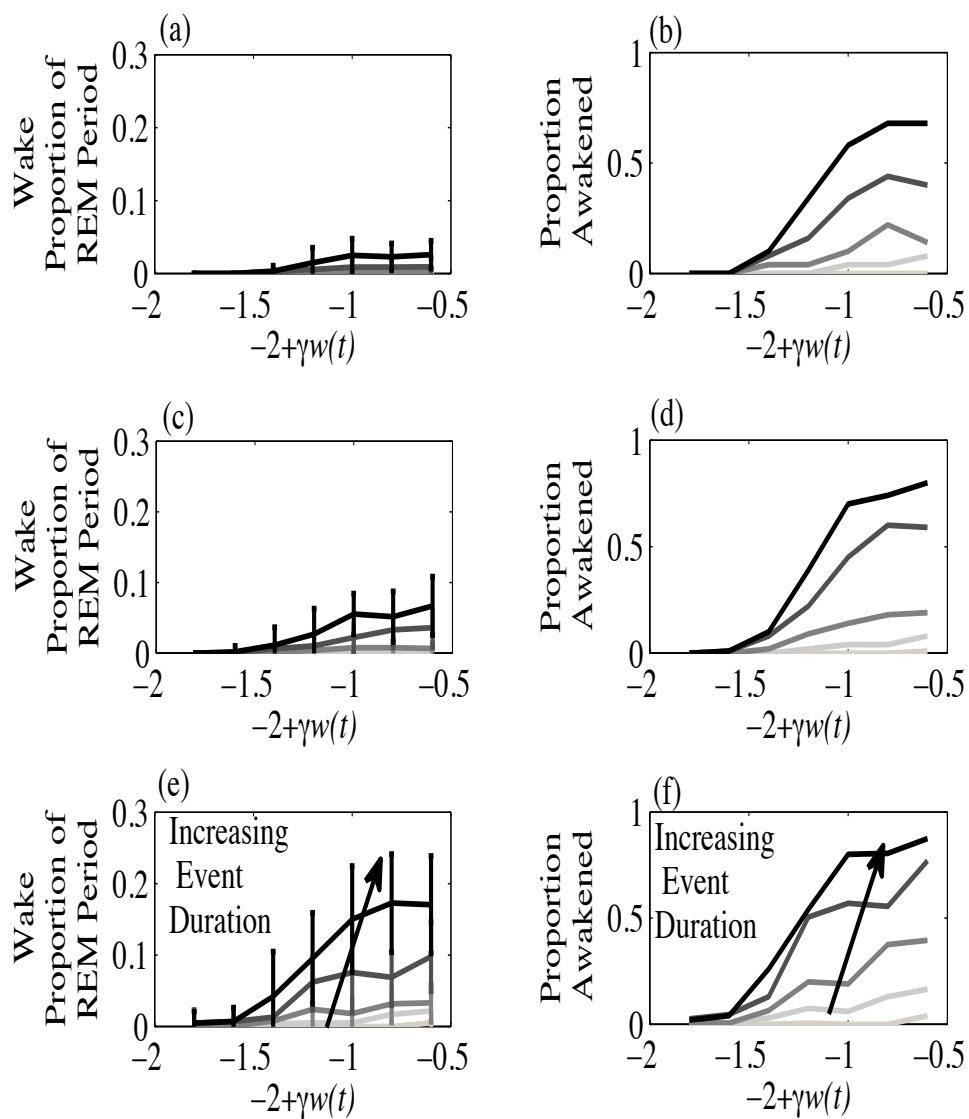 (a)
Wake
Proportion of
REM Period
0.3
0.2
0.1
0
−2
−1.5
−1
−0.5
−2+γw(t)
(b)
Proportion
Awakened
1
0.5
0
−2
−1.5
−1
−0.5
−2+γw(t)
(c)
Wake
Proportion of
REM Period
0.3
0.2
0.1
0
−2
−1.5
−1
−0.5
−2+γw(t)
(d)
Proportion
Awakened
1
0.5
0
−2
−1.5
−1
−0.5
−2+γw(t)
(e)
Wake
Proportion of
REM Period
0.3
0.2
0.1
0
Increasing
Event
Duration
−2
−1.5
−1
−0.5
−2+γw(t)
(f)
Proportion
Awakened
1
0.5
0
Increasing
Event
Duration
−2
−1.5
−1
−0.5
−2+γw(t)